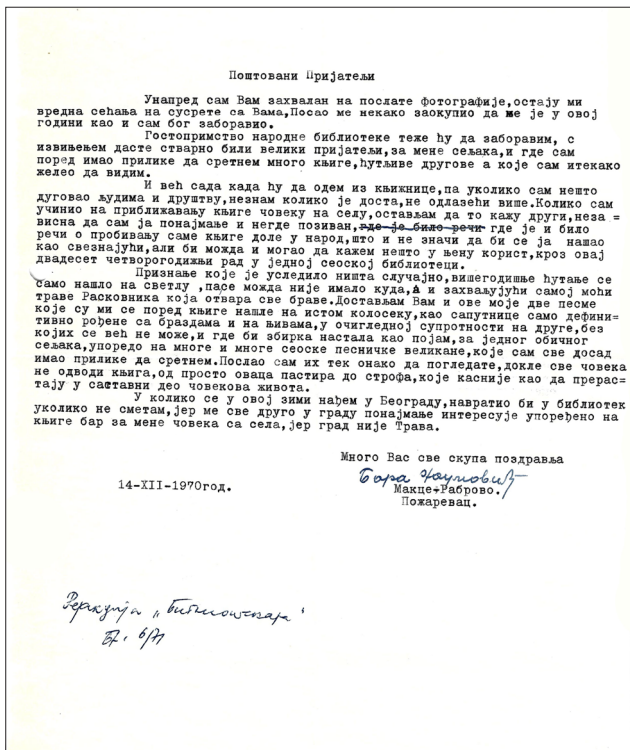 Поштовани Пријатељи
Унапред сам Вам захвалан на послате фотографије,остају ми
вредна сећања на сусрете са Вама,Посао ме некако заокупио да ме је у овој
години као и сам бог заборавио.
Гостопримство народне библиотеке теже ћу да заборавим, с
извињењем дасте стварно били велики пријатељи,за мене сељака,и где сам
поред имао прилике да сретнем много књиге,ћутљиве другове а које сам итекако
желео да видим.
И већ сада када ћу да одем из књижнице,па уколико сам нешто
дуговао људима и друштву,незнам колико је доста,не одлазећи више.Колико сам
учинио на приближавању књиге човеку на селу,остављам да то кажу други,неза =
висна да сам ја понајмање и негде позиван,где је било речи где је и било
речи о пробивању саме књиге доле у народ,што и не значи да би се ја нашао
као свезнајући,али би можда и могао да кажем нешто у њену корист,кроз овај
двадесет четворогодижњи рад у једној сеоској библиотеци.
Признање које је уследило ништа случајно,вишегодишње ћутање се
само нашло на светлу ,пасе можда није имало куда,А и захваљујући самој моћи
траве Расковника која отвара све браве.Достављам Вам и ове моје две песме
које су ми се поред књиге нашле на истом колосеку,као сапутнице само дефини=
тивно рођене са браздама и на њивама,у очигледној супротности на друге,без
којих се већ не може,и где би збирка настала као појам,за једног обичног
сељака,упоредо на многе и многе сеоске песничке великане,које сам све досад
имао прилике да сретнем.Послао сам их тек онако да погледате,докле све човека
не одводи књига,од просто оваца пастира до строфа,које касније као да прерас=
тају у саставни део човекова живота.
У колико се у овој зими нађем у Београду,навратио би у библиотек
уколико не сметам,јер ме све друго у граду понајмање интересује упоређено на
књиге бар за мене човека са села,јер град није Трава.
Много Вас све скупа поздравља
Бора Наумовић
14-XII-1970год.
Макце-Раброво.
Пожаревац.
Редакција „Библиотекара"